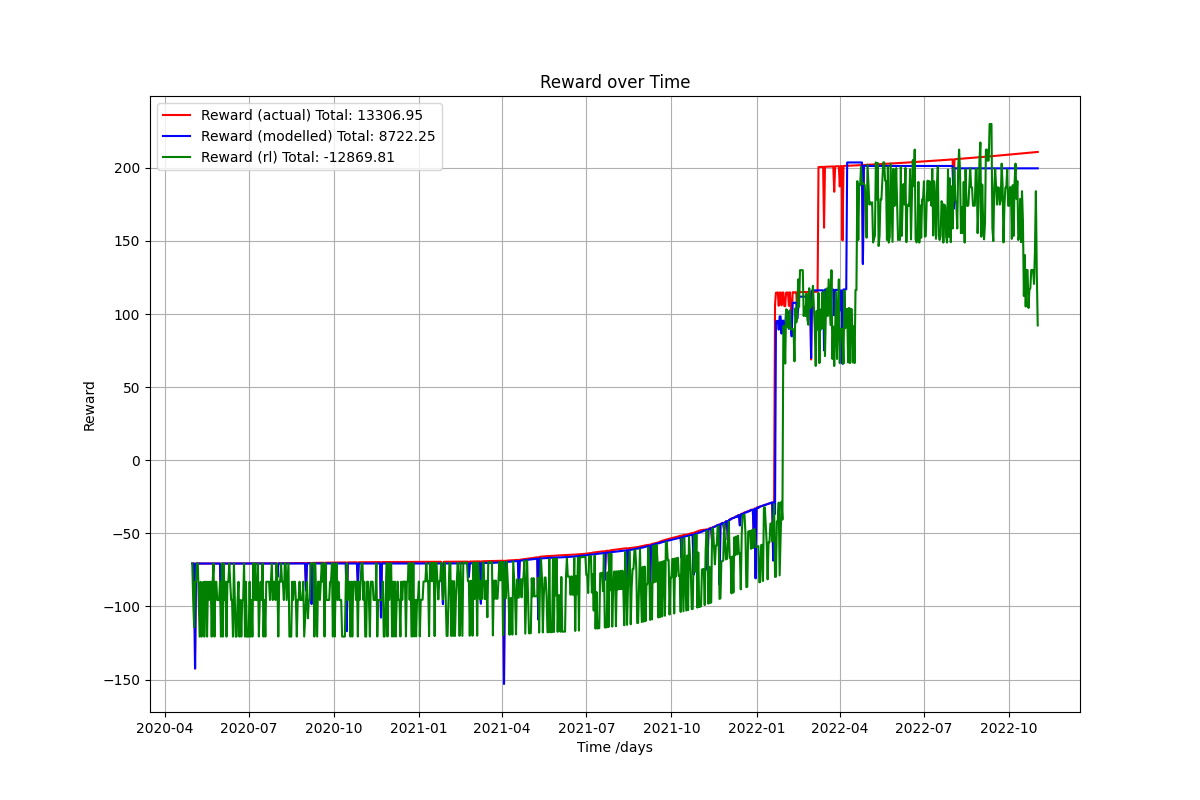 Reward over Time
Reward (actual) Total: 13306.95
Reward (modelled) Total: 8722.25
Reward (rl) Total: -12869.81
Reward
200
150
100
50
0
−50
−100
−150
2020-04 2020-07 2020-10 2021-01 2021-04 2021-07 2021-10 2022-01 2022-04 2022-07 2022-10
Time /days